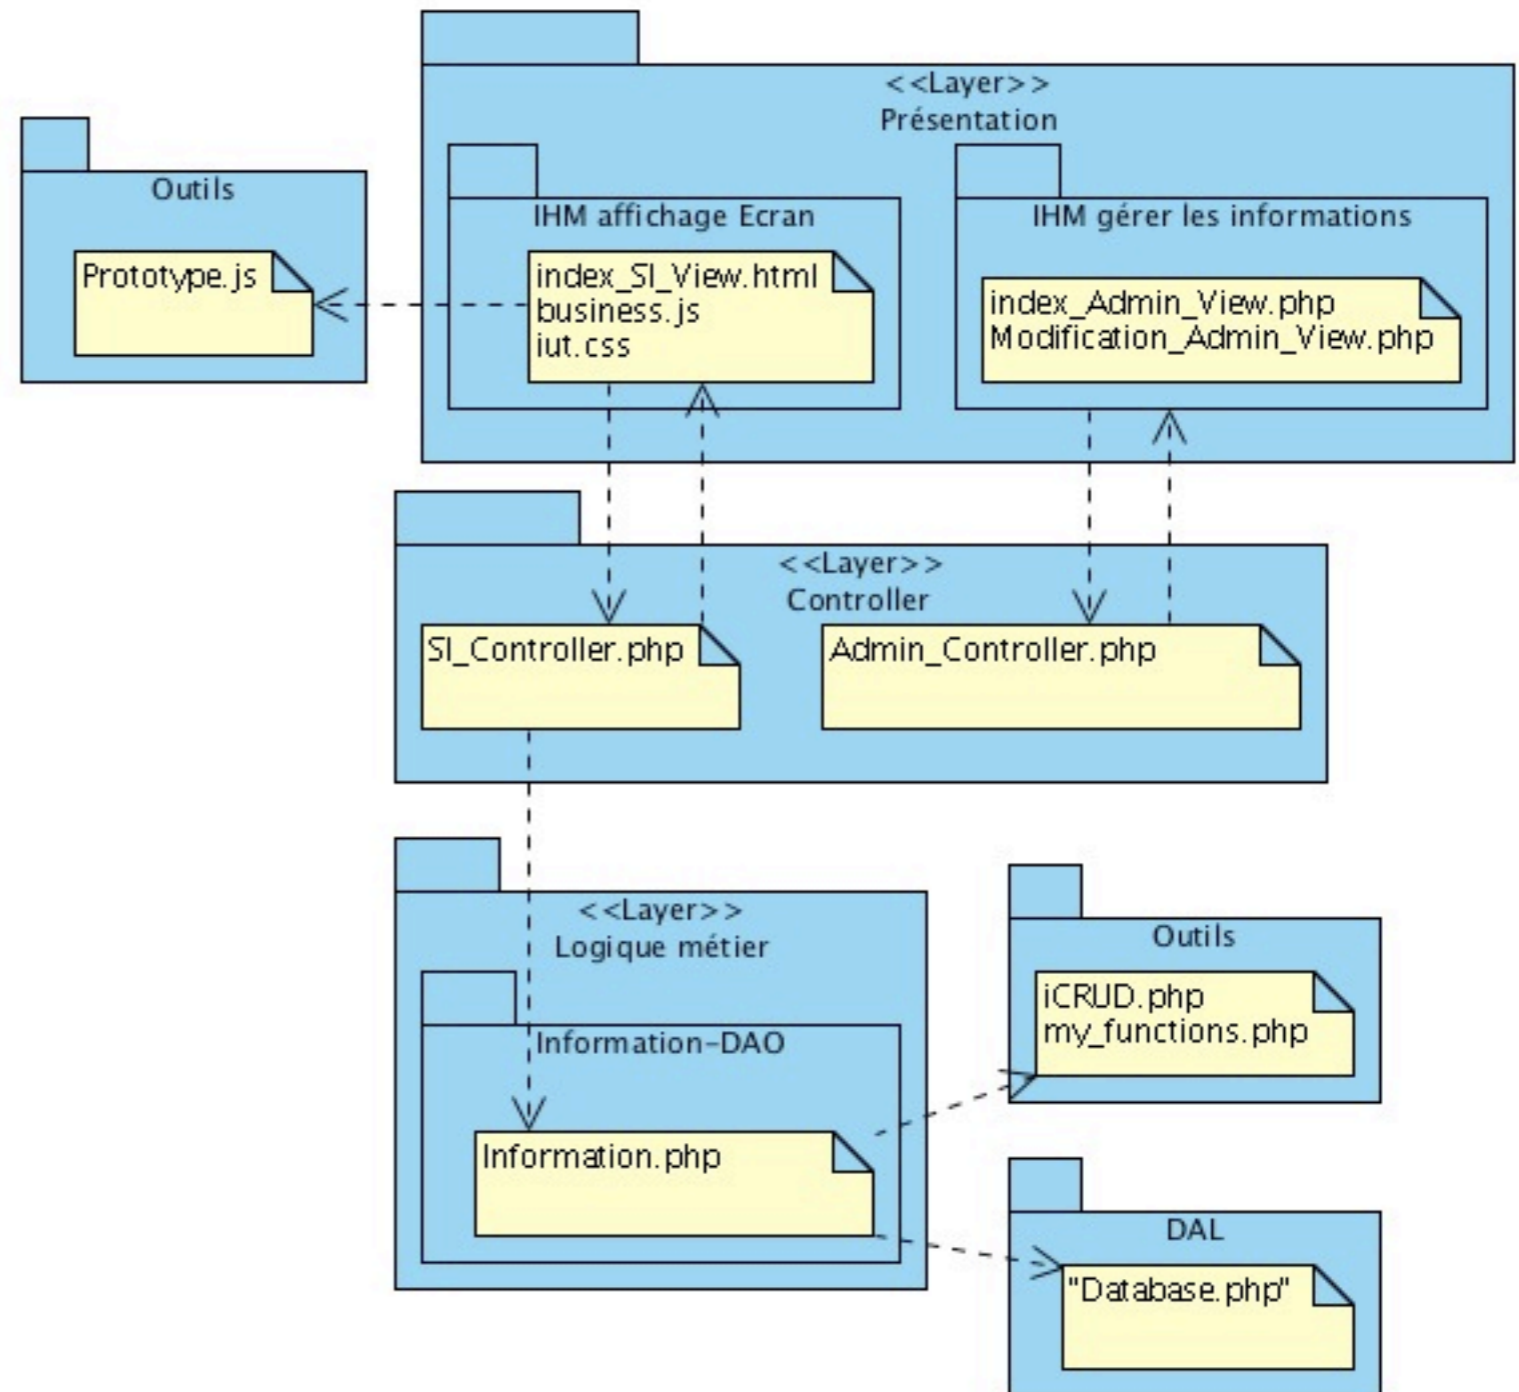 <<Layer>>
Présentation
Outils
Prototype.js
IHM affichage Ecran
index_SI_View.html
business.js
iut.css
IHM gérer les informations
index_Admin_View.php
Modification_Admin_View.php
<<Layer>>
Controller
SI_Controller.php
Admin_Controller.php
<<Layer>>
Logique métier
Information-DAO
Information.php
Outils
iCRUD.php
my_functions.php
DAL
"Database.php"